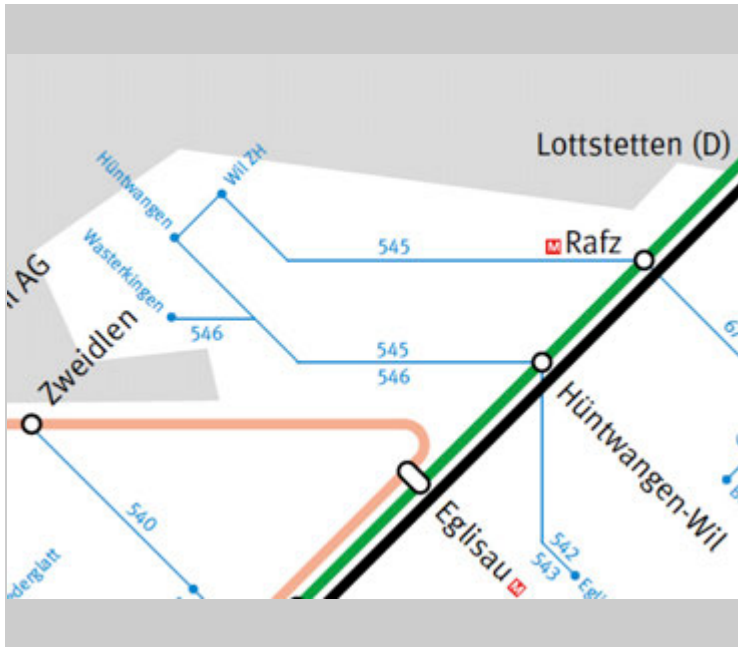 Lottstetten (D)
Wil ZH
Hüntwangen
M Rafz
545
Wasterkingen
AG
546
Zweidlen
545
546
Hüntwangen-Wil
540
Eglisau M
542
543